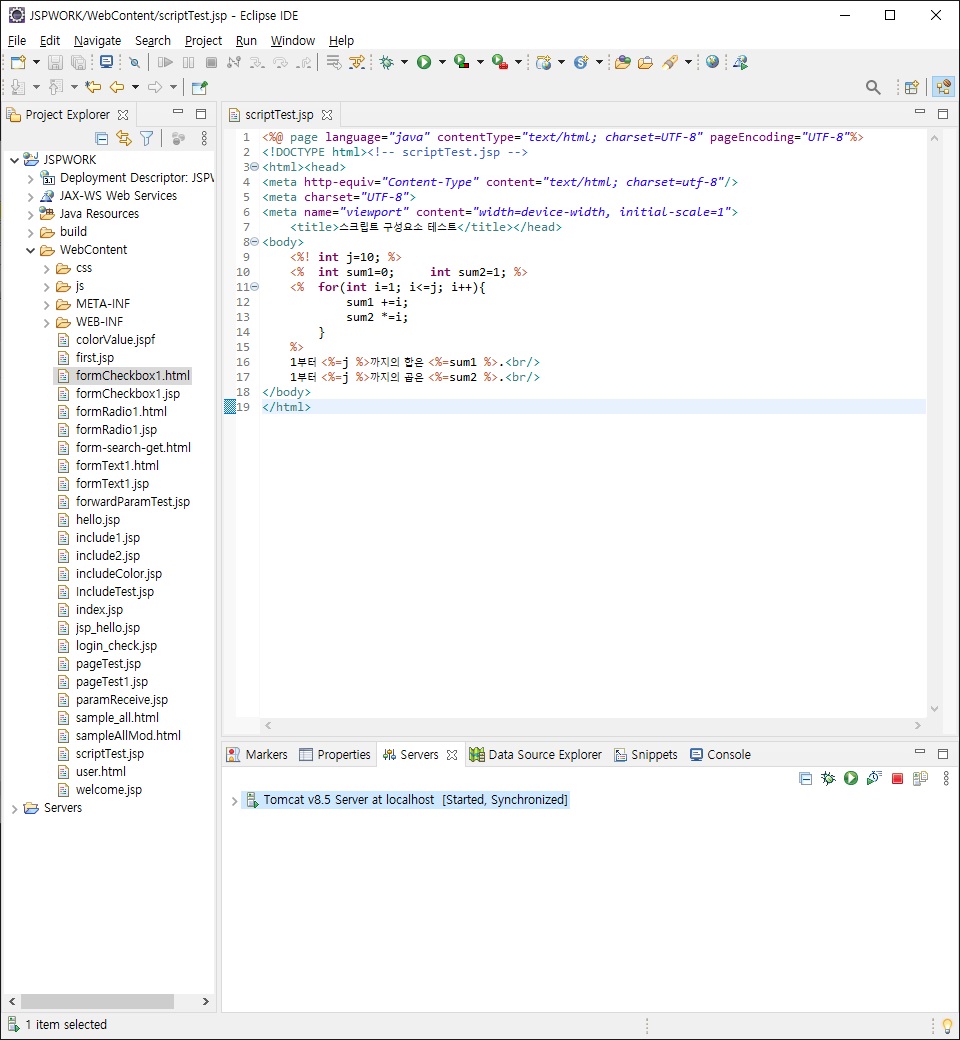 JSPWORK/WebContent/scriptTest.jsp - Eclipse IDE
File Edit Navigate Search Project Run Window Help
Project Explorer
JSPWORK
Deployment Descriptor: JSPW
JAX-WS Web Services
Java Resources
build
WebContent
css
js
META-INF
WEB-INF
colorValue.jspf
first.jsp
formCheckbox1.html
formCheckbox1.jsp
formRadio1.html
formRadio1.jsp
form-search-get.html
formText1.html
formText1.jsp
forwardParamTest.jsp
hello.jsp
include1.jsp
include2.jsp
includeColor.jsp
IncludeTest.jsp
index.jsp
jsp_hello.jsp
login_check.jsp
pageTest.jsp
pageTest1.jsp
paramReceive.jsp
sample_all.html
sampleAllMod.html
scriptTest.jsp
user.html
welcome.jsp
Servers
scriptTest.jsp
1 <%@ page language="java" contentType="text/html; charset=UTF-8" pageEncoding="UTF-8"%>
2 <!DOCTYPE html><!-- scriptTest.jsp -->
3 <html><head>
4 <meta http-equiv="Content-Type" content="text/html; charset=utf-8"/>
5 <meta charset="UTF-8">
6 <meta name="viewport" content="width=device-width, initial-scale=1">
7 <title>스크립트 구성요소 테스트</title></head>
8 <body>
9 <%! int j=10; %>
10 <% int sum1=0; int sum2=1; %>
11 <% for(int i=1; i<=j; i++){
12 sum1 +=i;
13 sum2 *=i;
14 }
15 %>
16 1부터 <%=j %>까지의 합은 <%=sum1 %>.<br/>
17 1부터 <%=j %>까지의 곱은 <%=sum2 %>.<br/>
18 </body>
19 </html>
Markers Properties Servers Data Source Explorer Snippets Console
Tomcat v8.5 Server at localhost [Started, Synchronized]
1 item selected